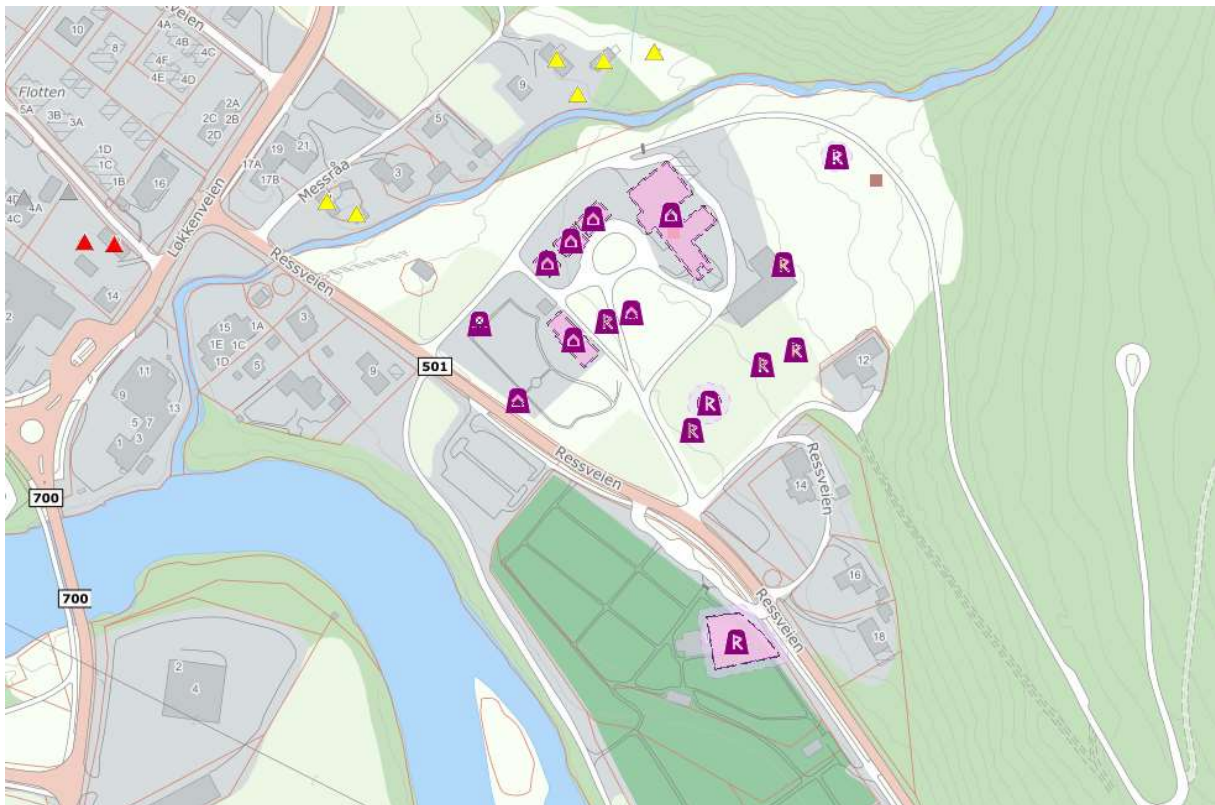 Ressveien
10
8
4A
4B
4C
4F
4E
4D
Flotten
5A
3B
3A
2A
2B
2C
2D
1D
1C
1B
16
4A
4C
17A
17B
19
21
5
9
3
Messråa
Løkkenveien
Ressveien
14
2
15
1A
1E
1C
1D
5
3
9
501
11
9
13
5
7
1
3
12
Ressveien
14
Ressveien
700
700
16
Ressveien
18
2
4
R
R
R
R
R
R
R
R